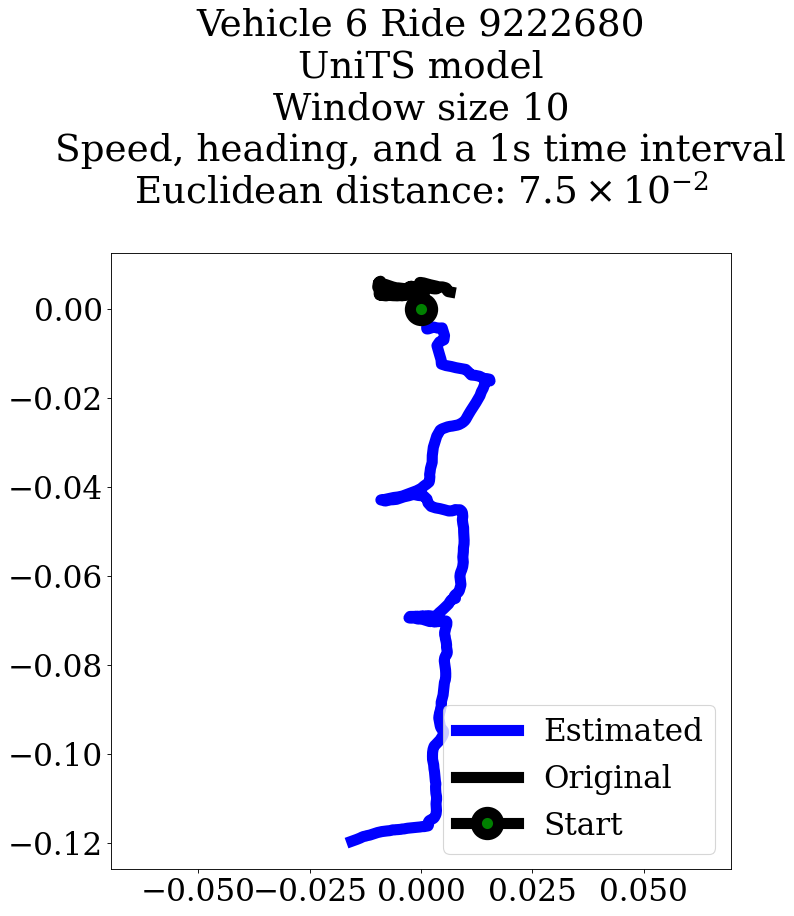 Vehicle 6 Ride 9222680
UniTS model
Window size 10
Speed, heading, and a 1s time interval
Euclidean distance: $7.5 \times 10^{-2}$
0.00
−0.02
−0.04
−0.06
−0.08
−0.10
−0.12
−0.050 −0.025 0.000 0.025 0.050
Estimated
Original
Start